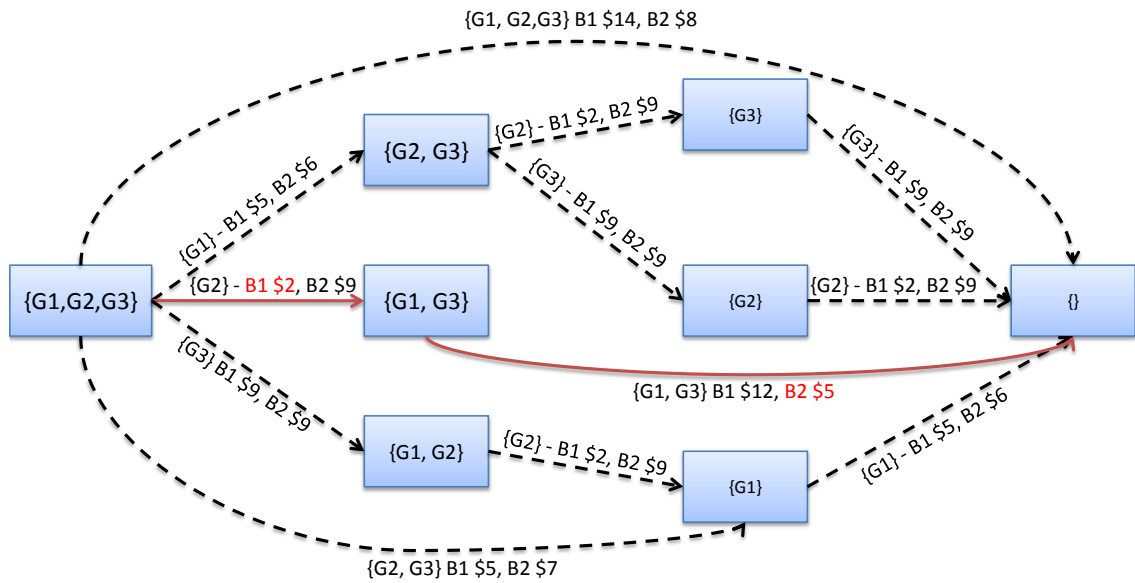 {G1, G2,G3} B1 $14, B2 $8
{G3}
{G2} - B1 $2, B2 $9
{G2, G3}
{G3} - B1 $9, B2 $9
{G1} - B1 $5, B2 $6
{G3} - B1 $9, B2 $9
{G1,G2,G3}
{G2} - B1 $2, B2 $9
{G1, G3}
{G2}
{G2} - B1 $2, B2 $9
{}
{G3} B1 $9, B2 $9
{G1, G3} B1 $12, B2 $5
{G1, G2}
{G2} - B1 $2, B2 $9
{G1}
{G1} - B1 $5, B2 $6
{G2, G3} B1 $5, B2 $7